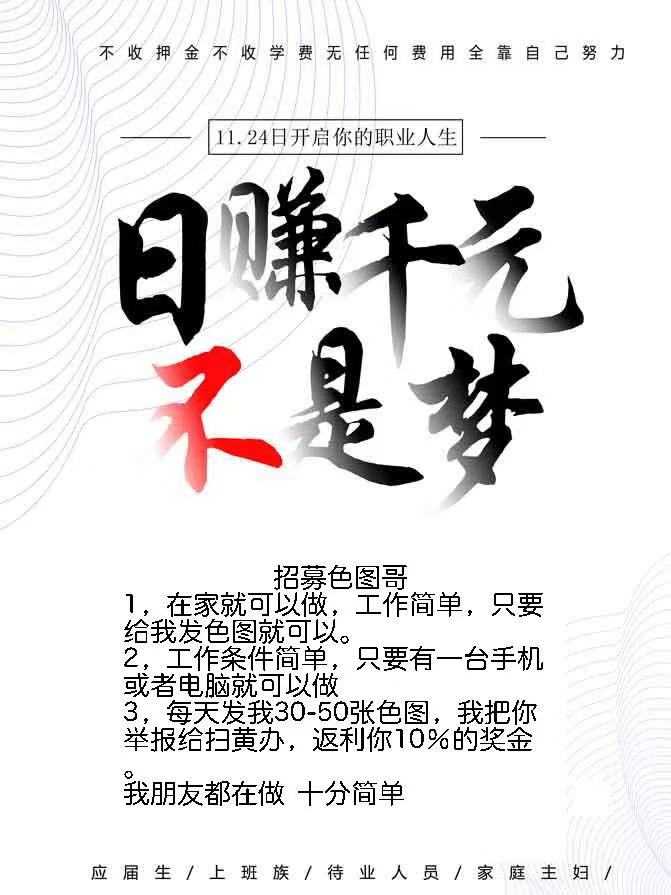 不收押金不收学费无任何费用全靠自己努力
11.24日开启你的职业人生
日赚千元
不是梦
招募色图哥
1，在家就可以做，工作简单，只要
给我发色图就可以。
2，工作条件简单，只要有一台手机
或者电脑就可以做
3，每天发我30-50张色图，我把你
举报给扫黄办，返利你10%的奖金
。
我朋友都在做 十分简单
应届生/上班族/待业人员/家庭主妇/